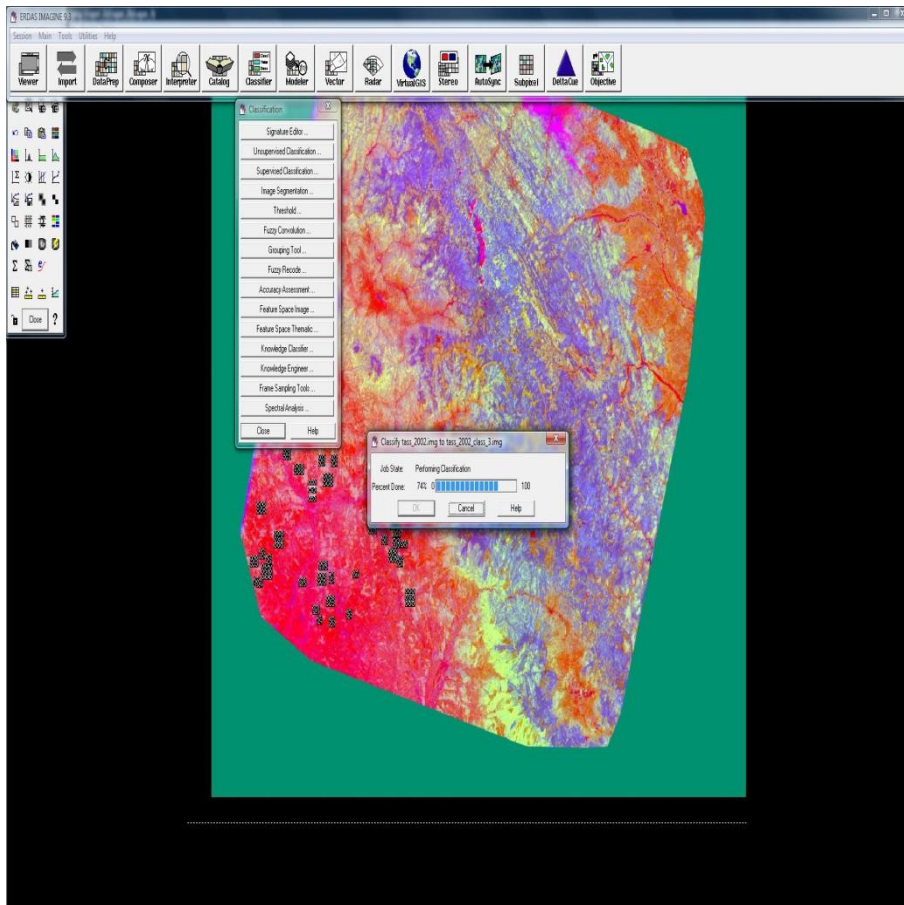 ERDAS IMAGINE 9.3
Session Main Tools Utilities Help
Viewer Import DataPrep Composer Interpreter Catalog Classifier Modeler Vector Radar VirtualGIS Stereo AutoSync Subpixel DeltaCue Objective
Classification
Signature Editor ...
Unsupervised Classification ...
Supervised Classification ...
Image Segmentation ...
Threshold ...
Fuzzy Convolution ...
Grouping Tool ...
Fuzzy Recode ...
Accuracy Assessment ...
Feature Space Image ...
Feature Space Thematic ...
Knowledge Classifier ...
Knowledge Engineer ...
Frame Sampling Tools ...
Spectral Analysis ...
Close Help
Close ?
Classify tass_2002.img to tass_2002_class_3.img
Job State: Performing Classification
Percent Done: 74% 0 100
OK Cancel Help